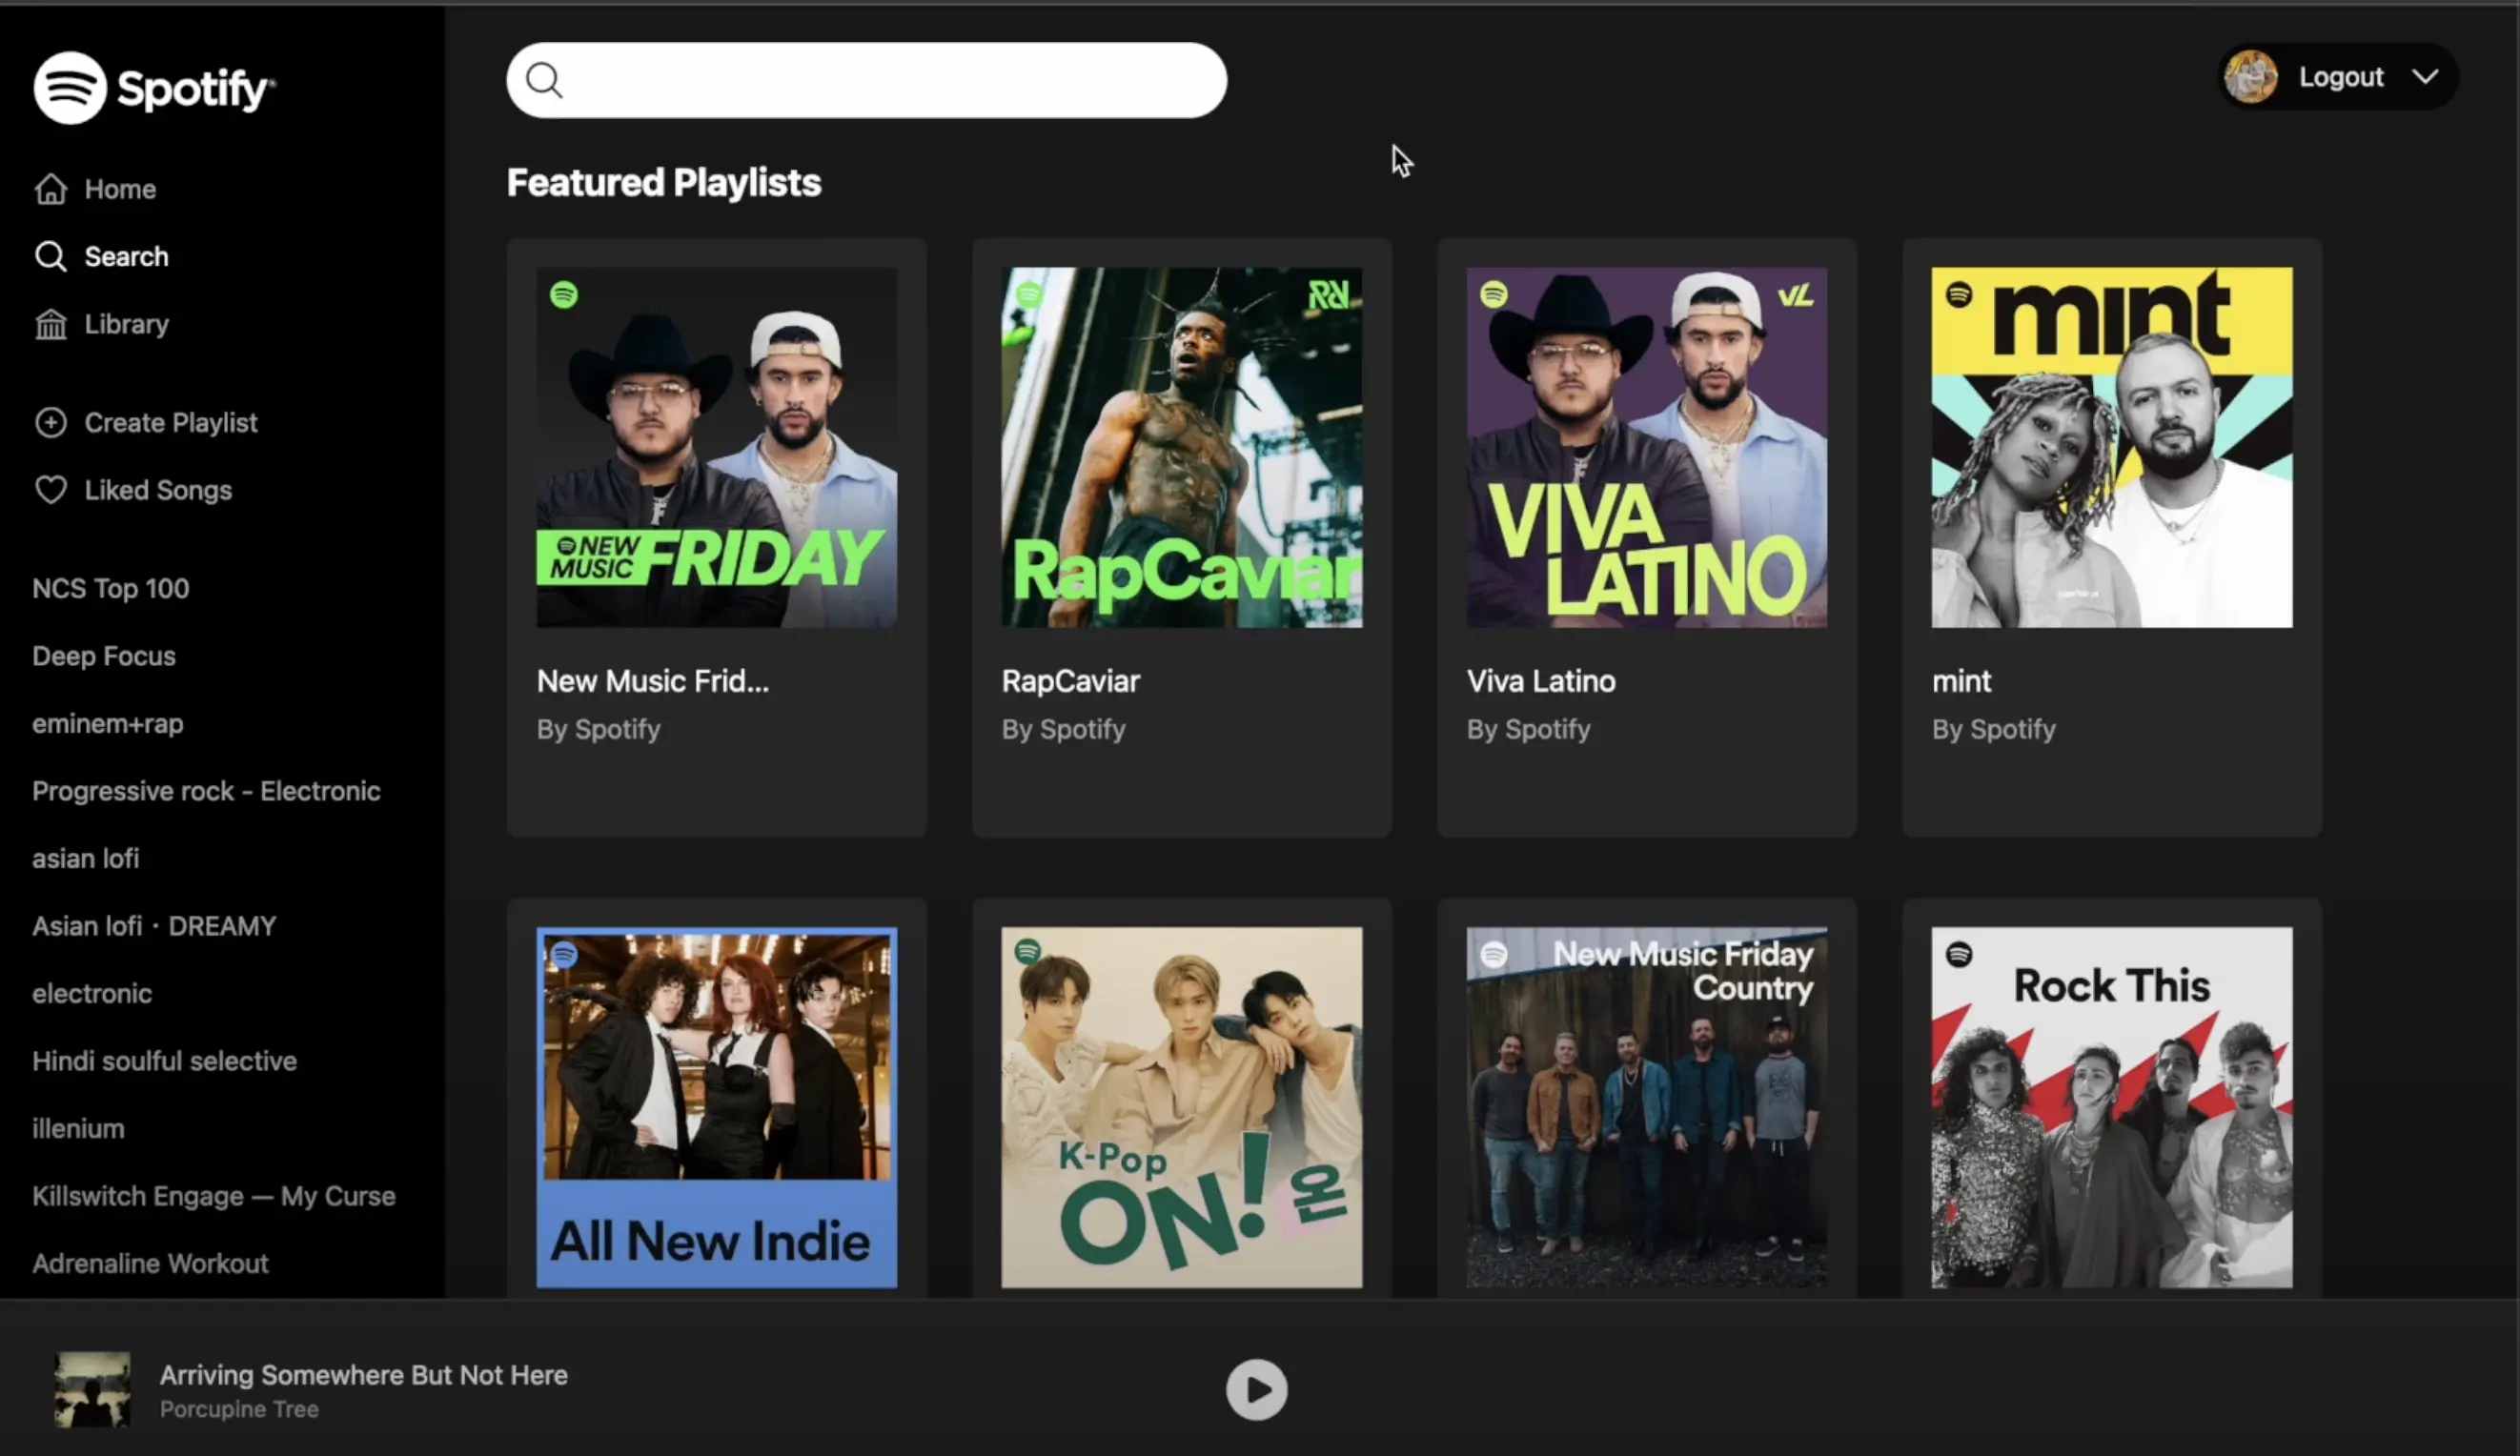 Spotify
Logout
Home
Search
Library
Create Playlist
Liked Songs
NCS Top 100
Deep Focus
eminem+rap
Progressive rock - Electronic
asian lofi
Asian lofi · DREAMY
electronic
Hindi soulful selective
illenium
Killswitch Engage — My Curse
Adrenaline Workout
Featured Playlists
NEW
MUSIC
FRIDAY
New Music Frid...
By Spotify
RapCaviar
RapCaviar
By Spotify
VL
VIVA
LATINO
Viva Latino
By Spotify
mint
mint
By Spotify
All New Indie
K-Pop
ON! 온
New Music Friday
Country
Rock This
Arriving Somewhere But Not Here
Porcupine Tree